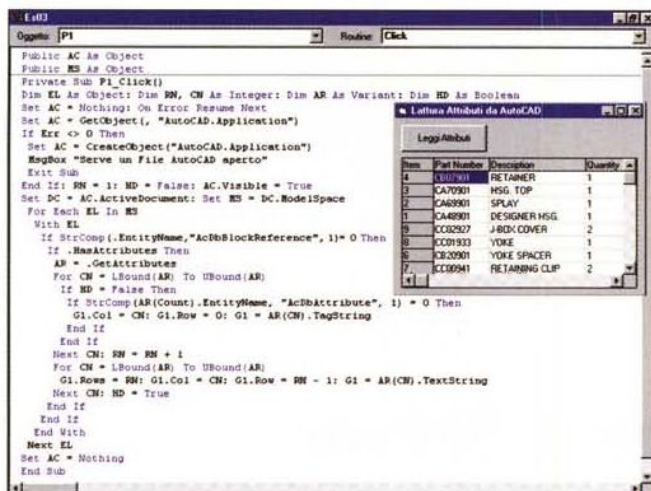 Es03
Oggetto: P1 Routine: Click
Public AC As Object
Public MS As Object
Private Sub P1_Click()
Dim EL As Object: Dim RN, CN As Integer: Dim AR As Variant: Dim HD As Boolean
Set AC = Nothing: On Error Resume Next
Set AC = GetObject(, "AutoCAD.Application")
If Err <> 0 Then
Set AC = CreateObject("AutoCAD.Application")
MsgBox "Serve un File AutoCAD aperto"
Exit Sub
End If: RN = 1: HD = False: AC.Visible = True
Set DC = AC.ActiveDocument: Set MS = DC.ModelSpace
For Each EL In MS
With EL
If StrComp(.EntityName,"AcDbBlockReference", 1)= 0 Then
If .HasAttributes Then
AR = .GetAttributes
For CN = LBound(AR) To UBound(AR)
If HD = False Then
If StrComp(AR(Count).EntityName, "AcDbAttribute", 1) = 0 Then
G1.Col = CN: G1.Row = 0: G1 = AR(CN).TagString
End If
End If
Next CN: RN = RN + 1
For CN = LBound(AR) To UBound(AR)
G1.Rows = RN: G1.Col = CN: G1.Row = RN - 1: G1 = AR(CN).TextString
Next CN: HD = True
End If
End If
End With
Next EL
Set AC = Nothing
End Sub
Lattura Attributi da AutoCAD
Leggi Attributi
Item Part Number Description Quantity
4 CB07901 RETAINER 1
3 CA70901 HSG. TOP 1
2 CA69901 SPLAY 1
1 CA48901 DESIGNER HSG. 1
9 CC02927 J-BOX COVER 2
8 CC01933 YOKE 1
6 CB20901 YOKE SPACER 1
7 CC00941 RETAINING CLIP 2